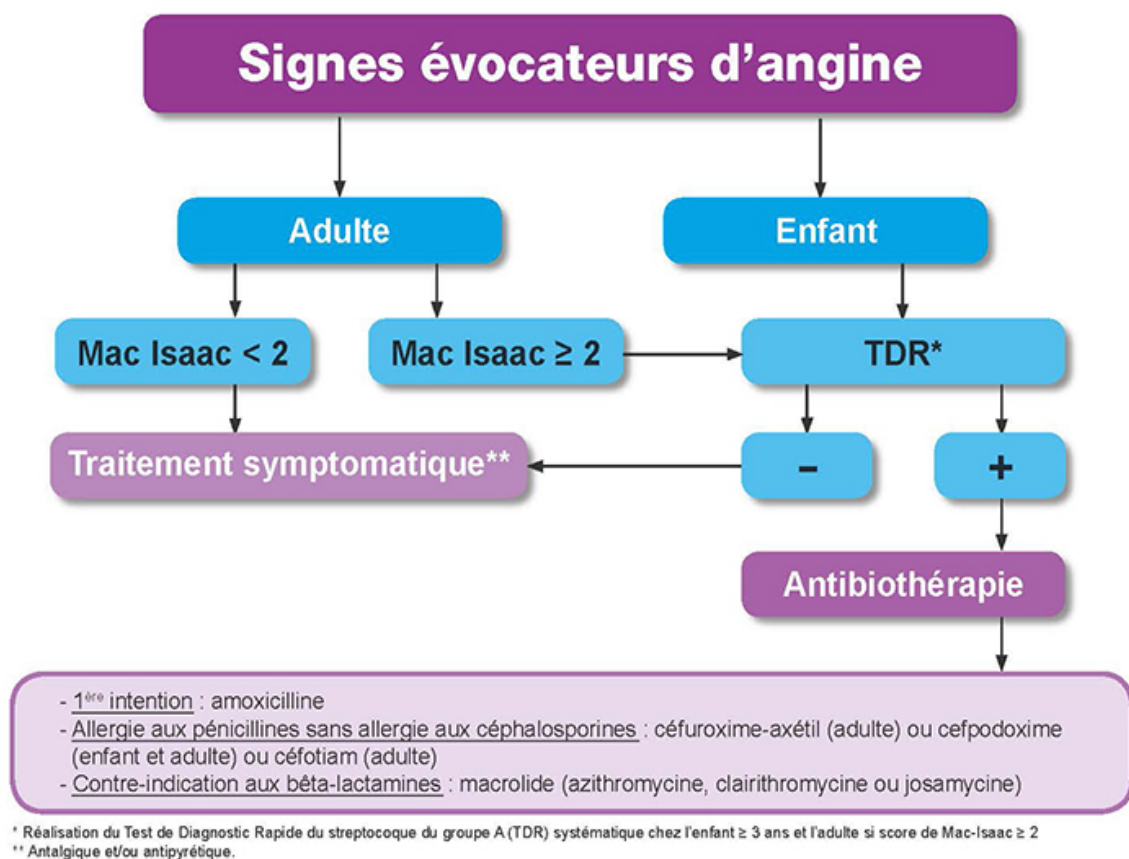 Signes évocateurs d'angine
Adulte
Enfant
Mac Isaac < 2
Mac Isaac ≥ 2
TDR*
Traitement symptomatique**
-
+
Antibiothérapie
- 1ère intention : amoxicilline
- Allergie aux pénicillines sans allergie aux céphalosporines : céfuroxime-axétil (adulte) ou cefpodoxime
(enfant et adulte) ou céfotiam (adulte)
- Contre-indication aux bêta-lactamines : macrolide (azithromycine, clairithromycine ou josamycine)
* Réalisation du Test de Diagnostic Rapide du streptocoque du groupe A (TDR) systématique chez l'enfant ≥ 3 ans et l'adulte si score de Mac-Isaac ≥ 2
** Antalgique et/ou antipyrétique.